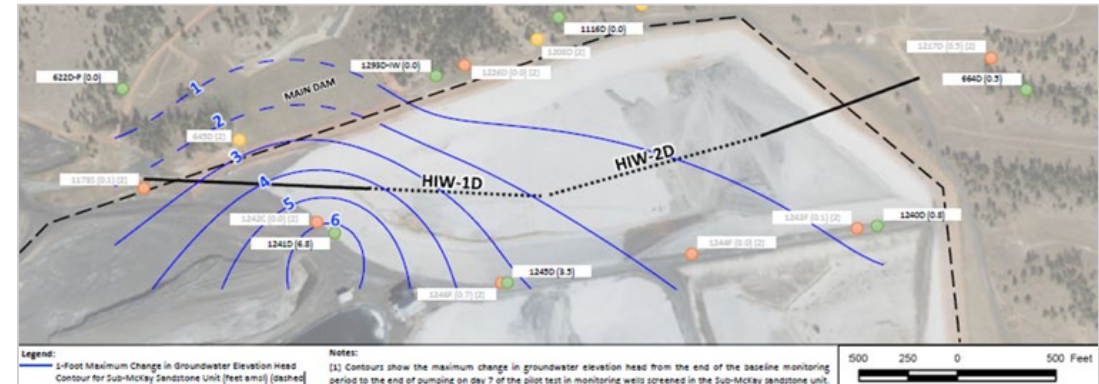 1116D (0.0)
1208D [2]
1217D (0.5) [2]
1293D-IW (0.0)
1226D (0.0) [2]
622D-P (0.0)
664D (0.5)
1
MAIN DAM
2
643D [2]
3
HIW-2D
1173S (0.1) [2]
4
HIW-1D
5
1242C (0.0) [2]
6
1243F (0.1) [2]
1240D (0.8)
1241D (6.8)
1244F (0.0) [2]
1245D (3.5)
1246F (0.7) [2]
Legend:
1-Foot Maximum Change in Groundwater Elevation Head
Contour for Sub-McKay Sandstone Unit (feet amsl) (dashed
Notes:
[1] Contours show the maximum change in groundwater elevation head from the end of the baseline monitoring
period to the end of pumping on day 7 of the pilot test in monitoring wells screened in the Sub-McKay sandstone unit.
500 250 0 500 Feet